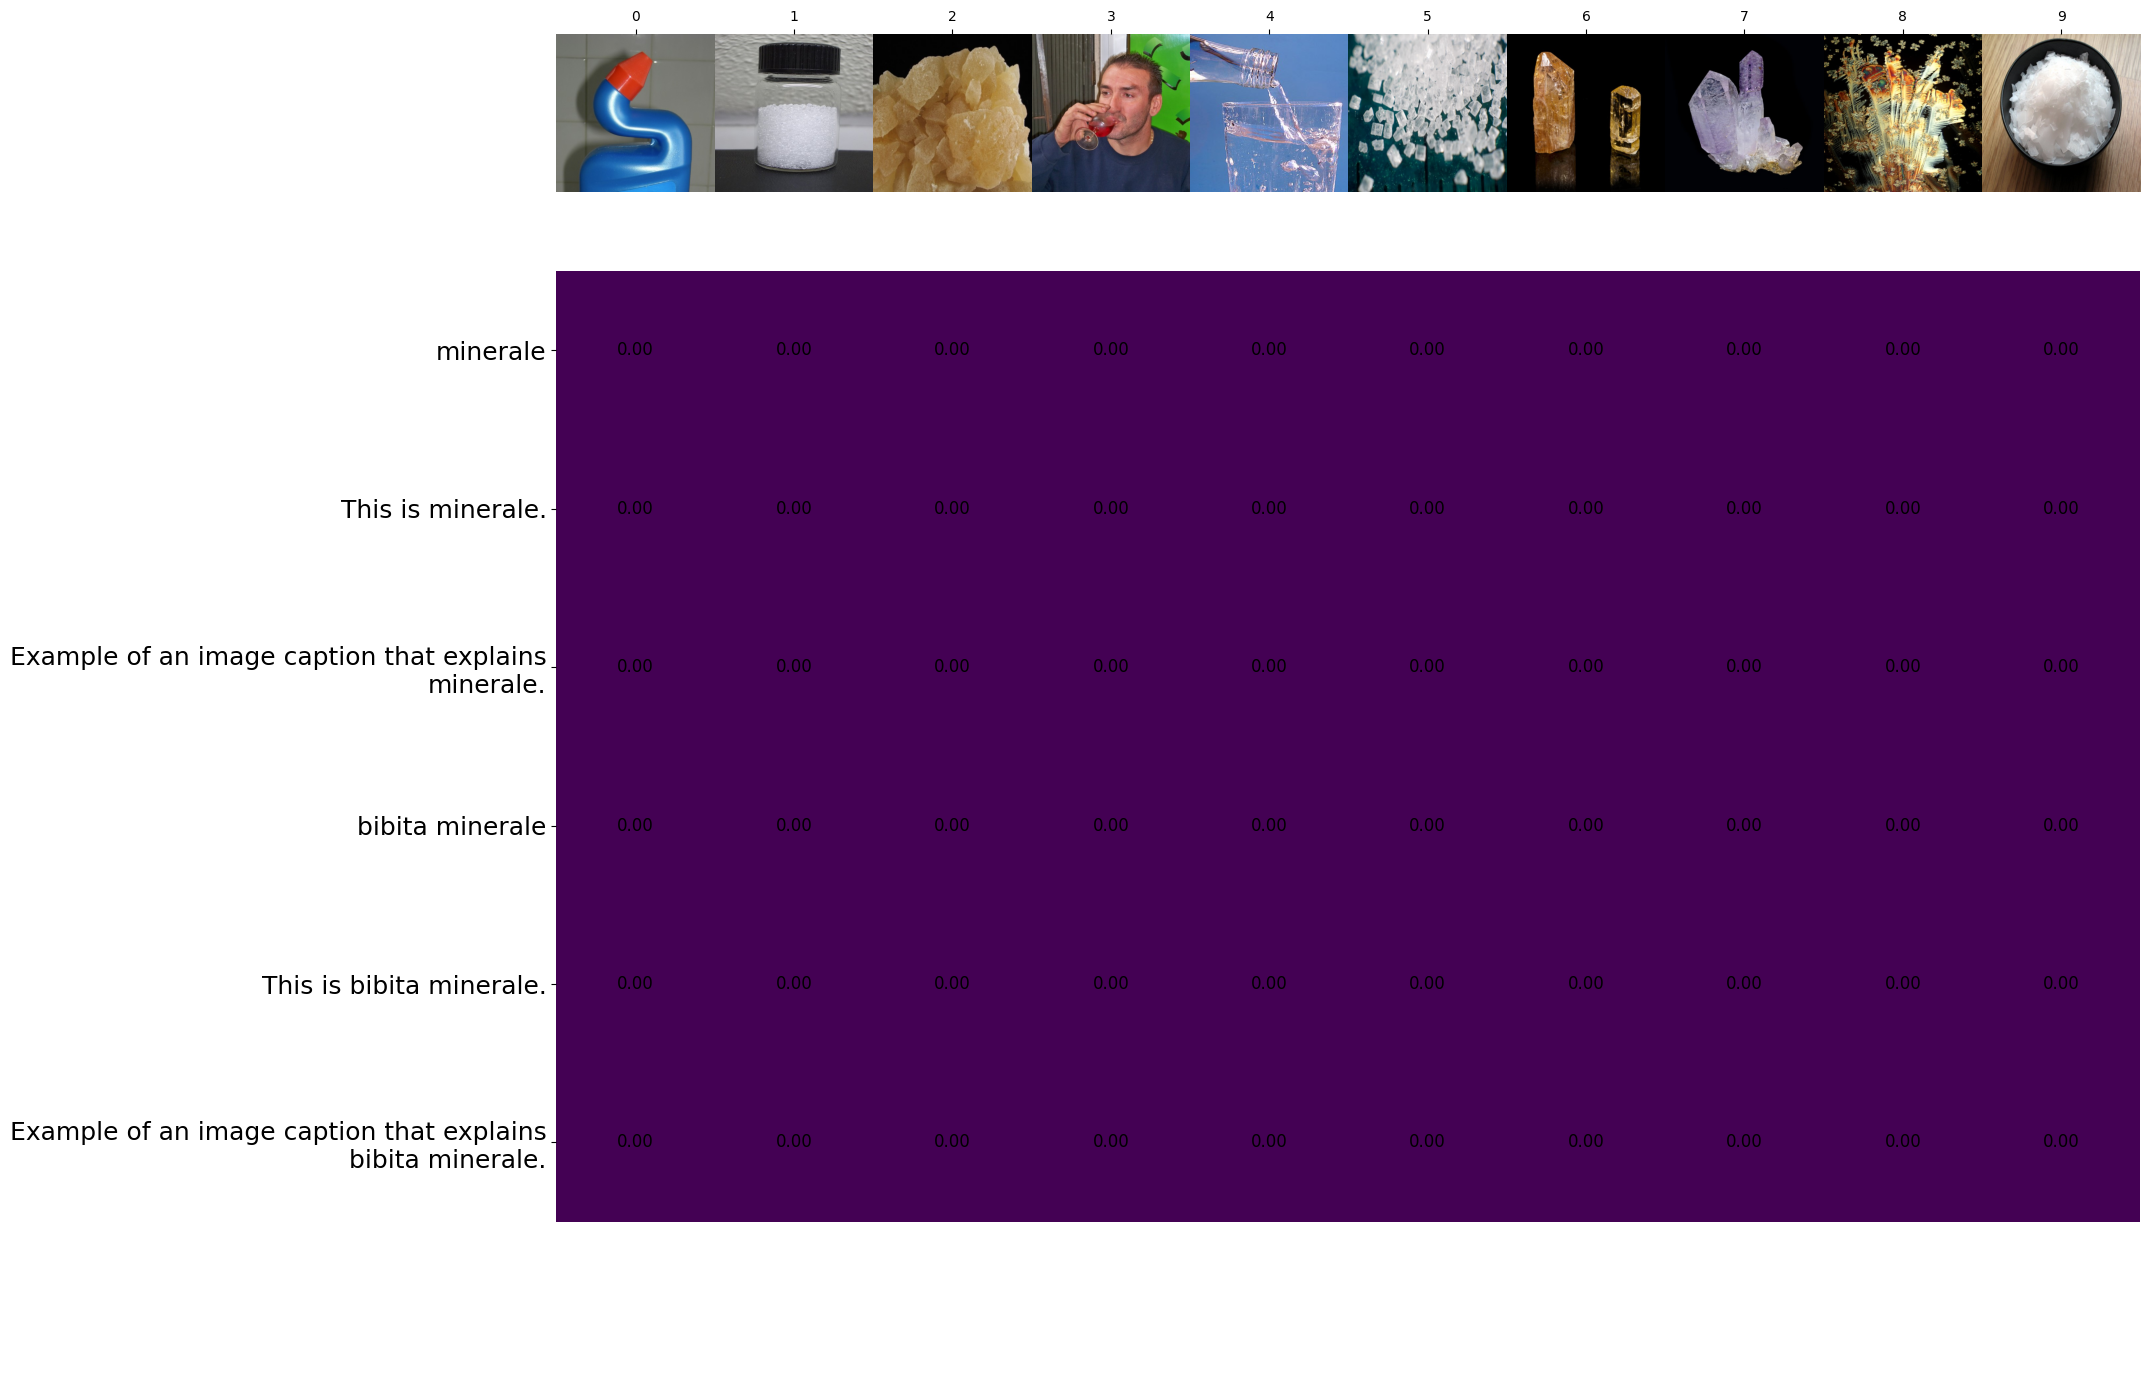 0 1 2 3 4 5 6 7 8 9
minerale 0.00 0.00 0.00 0.00 0.00 0.00 0.00 0.00 0.00 0.00
This is minerale. 0.00 0.00 0.00 0.00 0.00 0.00 0.00 0.00 0.00 0.00
Example of an image caption that explains
minerale. 0.00 0.00 0.00 0.00 0.00 0.00 0.00 0.00 0.00 0.00
bibita minerale 0.00 0.00 0.00 0.00 0.00 0.00 0.00 0.00 0.00 0.00
This is bibita minerale. 0.00 0.00 0.00 0.00 0.00 0.00 0.00 0.00 0.00 0.00
Example of an image caption that explains
bibita minerale. 0.00 0.00 0.00 0.00 0.00 0.00 0.00 0.00 0.00 0.00